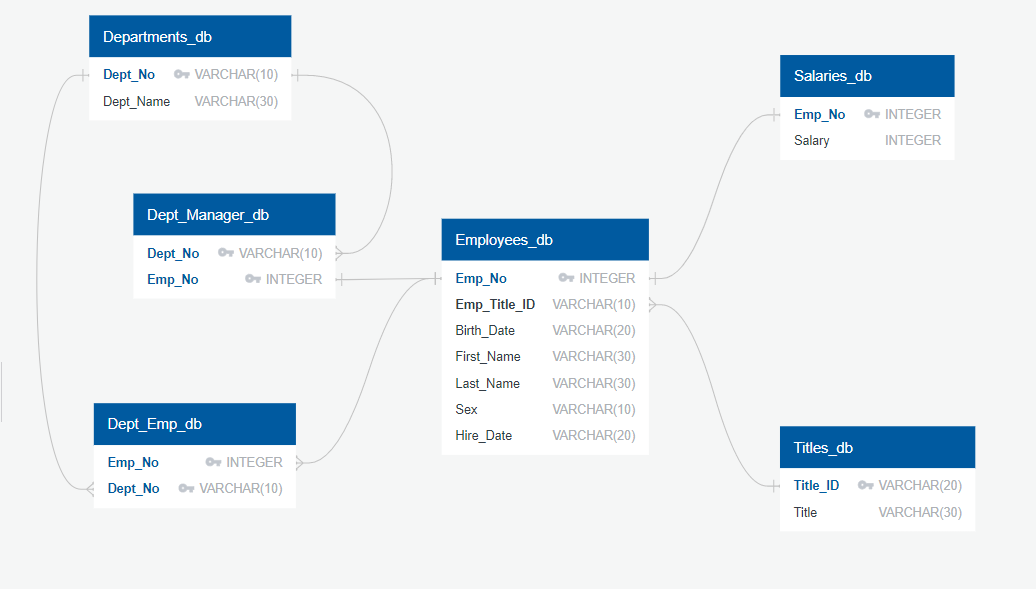 Departments_db
Dept_No VARCHAR(10)
Dept_Name VARCHAR(30)
Dept_Manager_db
Dept_No VARCHAR(10)
Emp_No INTEGER
Dept_Emp_db
Emp_No INTEGER
Dept_No VARCHAR(10)
Employees_db
Emp_No INTEGER
Emp_Title_ID VARCHAR(10)
Birth_Date VARCHAR(20)
First_Name VARCHAR(30)
Last_Name VARCHAR(30)
Sex VARCHAR(10)
Hire_Date VARCHAR(20)
Salaries_db
Emp_No INTEGER
Salary INTEGER
Titles_db
Title_ID VARCHAR(20)
Title VARCHAR(30)